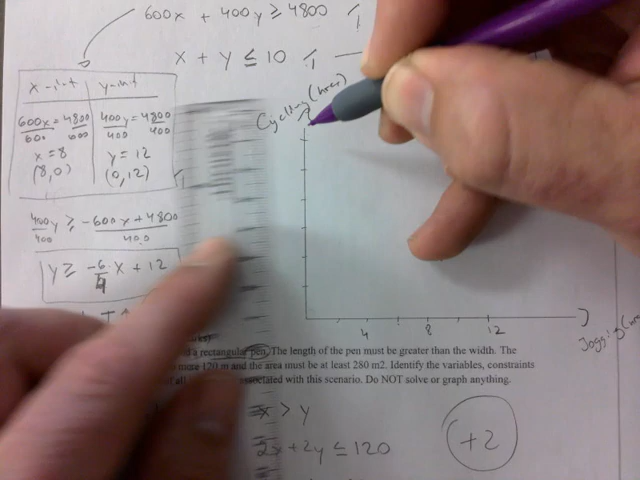 600x + 400y ≥ 4800
x + y ≤ 10
x-int y-int
600x = 4800 400y = 4800
600 600 400 400
x = 8 y = 12
(8,0) (0,12)
400y ≥ -600x + 4800
400 400
y ≥ -6/4 x + 12
Cycling (hrs)
4 8 12
Jogging (hrs
a rectangular pen. The length of the pen must be greater than the width. The
120 m and the area must be at least 280 m2. Identify the variables, constraints
associated with this scenario. Do NOT solve or graph anything.
x > y
2x + 2y ≤ 120
+2